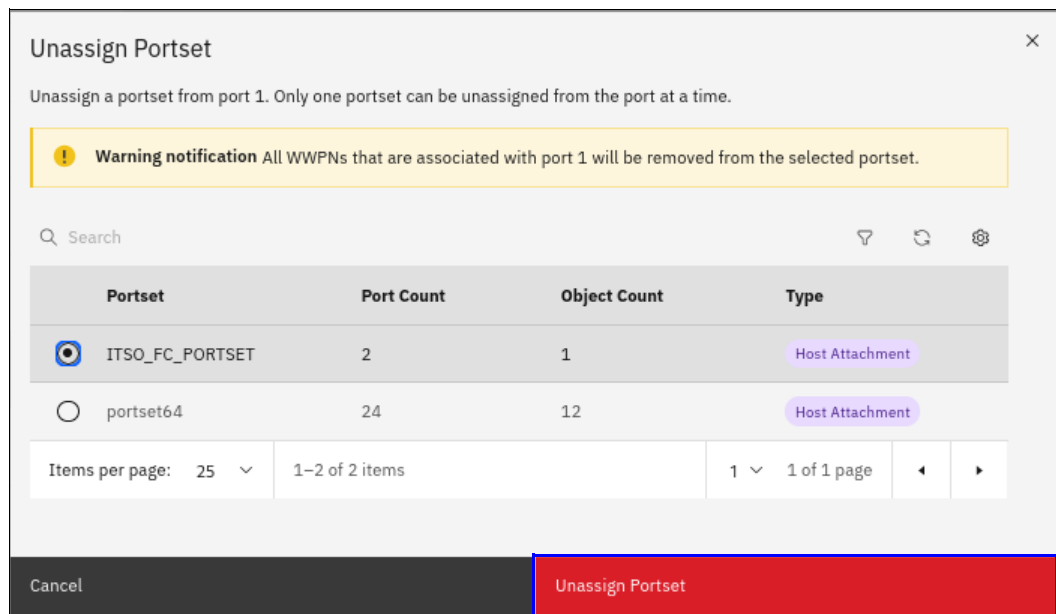 Unassign Portset
Unassign a portset from port 1. Only one portset can be unassigned from the port at a time.
Warning notification All WWPNs that are associated with port 1 will be removed from the selected portset.
Search
Portset Port Count Object Count Type
ITSO_FC_PORTSET 2 1 Host Attachment
portset64 24 12 Host Attachment
Items per page: 25 1–2 of 2 items 1 1 of 1 page
Cancel Unassign Portset